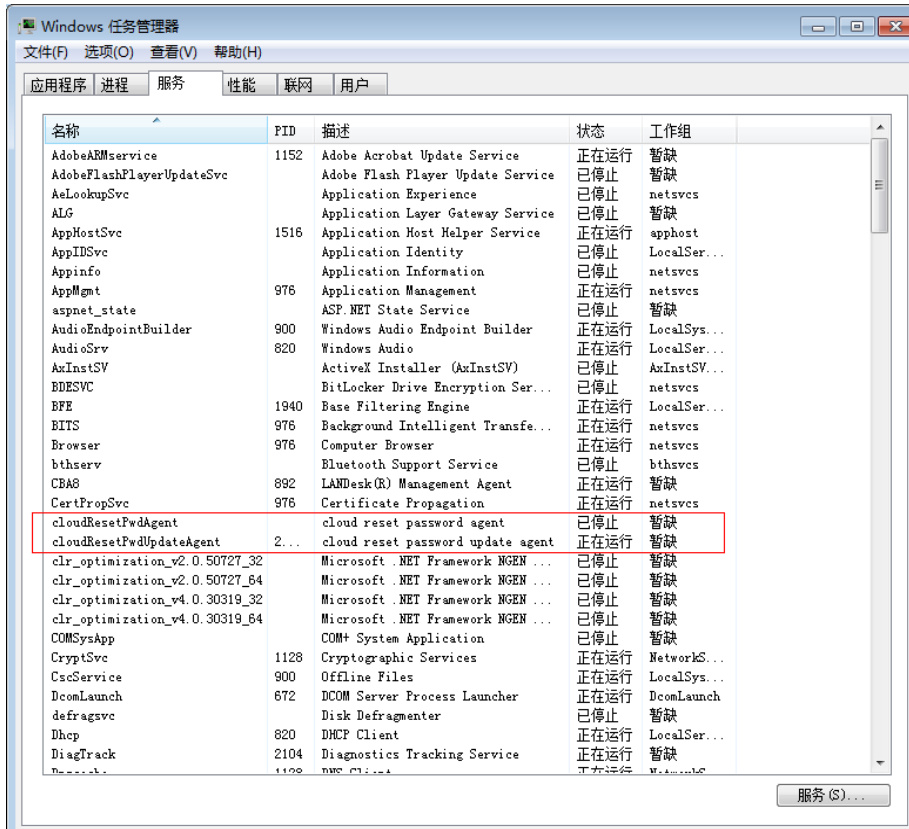 Windows 任务管理器
文件(F) 选项(O) 查看(V) 帮助(H)
应用程序 进程 服务 性能 联网 用户
名称 PID 描述 状态 工作组
AdobeARMservice 1152 Adobe Acrobat Update Service 正在运行 暂缺
AdobeFlashPlayerUpdateSvc Adobe Flash Player Update Service 已停止 暂缺
AeLookupSvc Application Experience 已停止 netsvcs
ALG Application Layer Gateway Service 已停止 暂缺
AppHostSvc 1516 Application Host Helper Service 正在运行 apphost
AppIDSvc Application Identity 已停止 LocalSer...
Appinfo Application Information 已停止 netsvcs
AppMgmt 976 Application Management 正在运行 netsvcs
aspnet_state ASP.NET State Service 已停止 暂缺
AudioEndpointBuilder 900 Windows Audio Endpoint Builder 正在运行 LocalSys...
AudioSrv 820 Windows Audio 正在运行 LocalSer...
AxInstSV ActiveX Installer (AxInstSV) 已停止 AxInstSV...
BDESVC BitLocker Drive Encryption Ser... 已停止 netsvcs
BFE 1940 Base Filtering Engine 正在运行 LocalSer...
BITS 976 Background Intelligent Transfe... 正在运行 netsvcs
Browser 976 Computer Browser 正在运行 netsvcs
bthserv Bluetooth Support Service 已停止 bthsvcs
CBA8 892 LANDesk(R) Management Agent 正在运行 暂缺
CertPropSvc 976 Certificate Propagation 正在运行 netsvcs
cloudResetPwdAgent cloud reset password agent 已停止 暂缺
cloudResetPwdUpdateAgent 2... cloud reset password update agent 正在运行 暂缺
clr_optimization_v2.0.50727_32 Microsoft .NET Framework NGEN ... 已停止 暂缺
clr_optimization_v2.0.50727_64 Microsoft .NET Framework NGEN ... 已停止 暂缺
clr_optimization_v4.0.30319_32 Microsoft .NET Framework NGEN ... 已停止 暂缺
clr_optimization_v4.0.30319_64 Microsoft .NET Framework NGEN ... 已停止 暂缺
COMSysApp COM+ System Application 已停止 暂缺
CryptSvc 1128 Cryptographic Services 正在运行 NetworkS...
CscService 900 Offline Files 正在运行 LocalSys...
DcomLaunch 672 DCOM Server Process Launcher 正在运行 DcomLaunch
defragsvc Disk Defragmenter 已停止 暂缺
Dhcp 820 DHCP Client 正在运行 LocalSer...
DiagTrack 2104 Diagnostics Tracking Service 正在运行 暂缺
服务(S)...